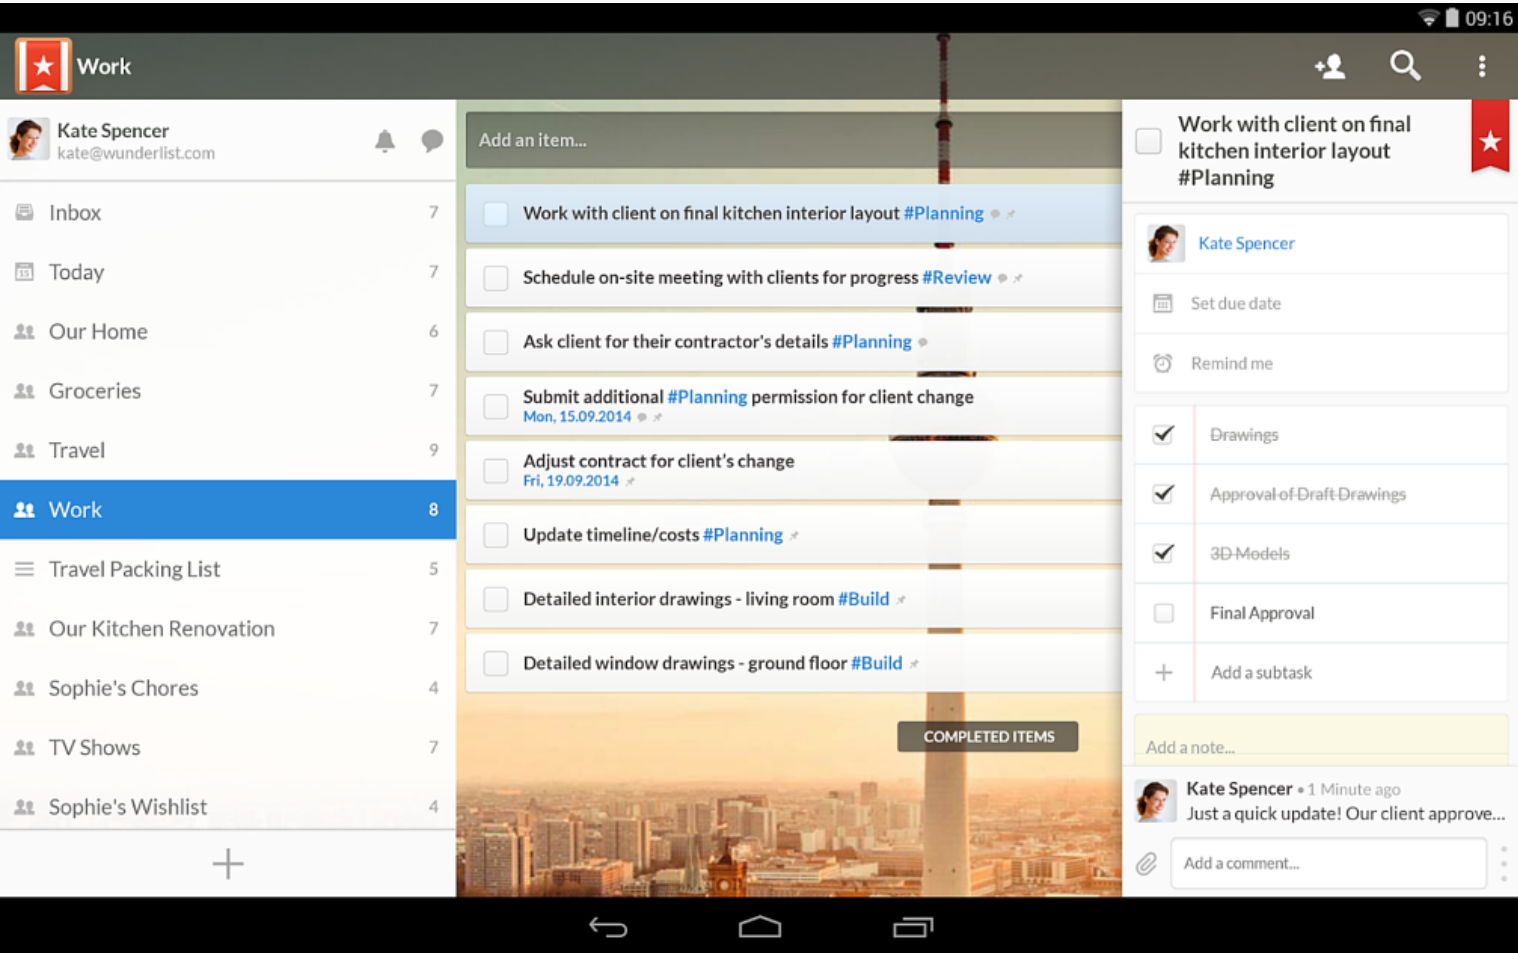 09:16
Work
Kate Spencer
kate@wunderlist.com
Inbox 7
15
Today 7
Our Home 6
Groceries 7
Travel 9
Work 8
Travel Packing List 5
Our Kitchen Renovation 7
Sophie's Chores 4
TV Shows 7
Sophie's Wishlist 4
Add an item...
Work with client on final kitchen interior layout #Planning
Schedule on-site meeting with clients for progress #Review
Ask client for their contractor's details #Planning
Submit additional #Planning permission for client change
Mon, 15.09.2014
Adjust contract for client's change
Fri, 19.09.2014
Update timeline/costs #Planning
Detailed interior drawings - living room #Build
Detailed window drawings - ground floor #Build
COMPLETED ITEMS
Work with client on final
kitchen interior layout
#Planning
Kate Spencer
Set due date
Remind me
Drawings
Approval of Draft Drawings
3D Models
Final Approval
Add a subtask
Add a note...
Kate Spencer • 1 Minute ago
Just a quick update! Our client approve...
Add a comment...